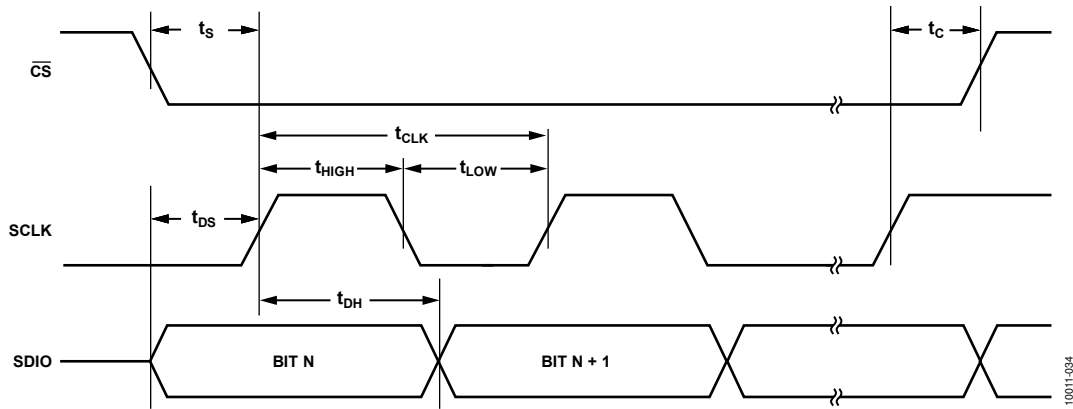 tS
tC
CS
tCLK
tHIGH
tLOW
tDS
SCLK
tDH
SDIO
BIT N
BIT N + 1
10011-034